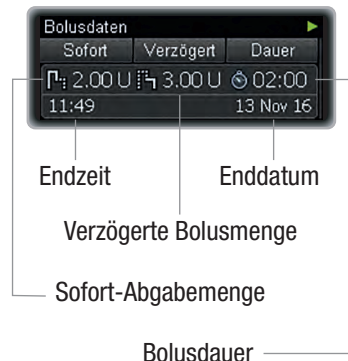 Bolusdaten
Sofort Verzögert Dauer
2.00 U 3.00 U 02:00
11:49 13 Nov 16
Endzeit Enddatum
Verzögerte Bolusmenge
Sofort-Abgabemenge
Bolusdauer